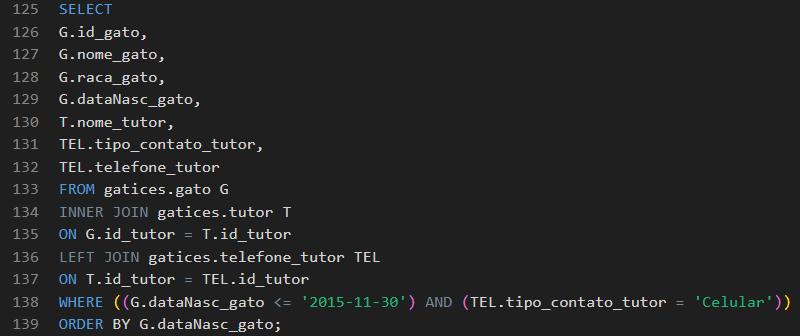 125 SELECT
126 G.id_gato,
127 G.nome_gato,
128 G.raca_gato,
129 G.dataNasc_gato,
130 T.nome_tutor,
131 TEL.tipo_contato_tutor,
132 TEL.telefone_tutor
133 FROM gatices.gato G
134 INNER JOIN gatices.tutor T
135 ON G.id_tutor = T.id_tutor
136 LEFT JOIN gatices.telefone_tutor TEL
137 ON T.id_tutor = TEL.id_tutor
138 WHERE ((G.dataNasc_gato <= '2015-11-30') AND (TEL.tipo_contato_tutor = 'Celular'))
139 ORDER BY G.dataNasc_gato;